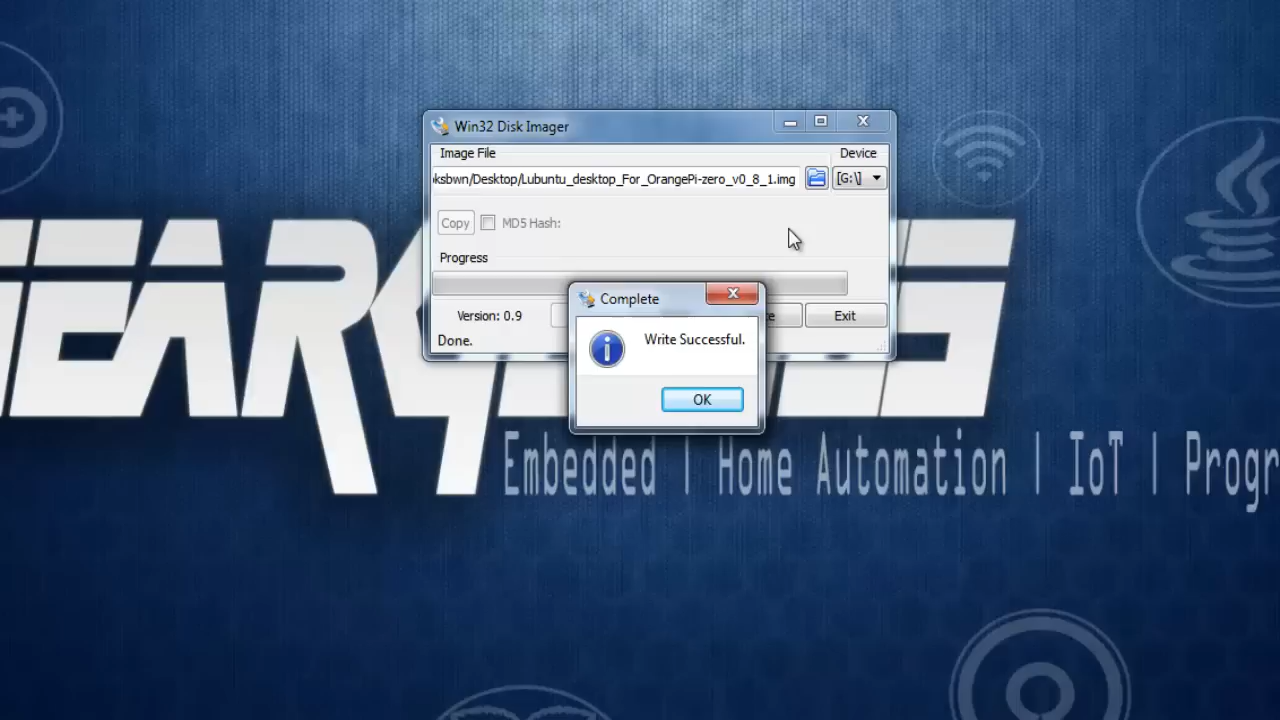 Win32 Disk Imager
Image File
Device
ksbwn/Desktop/Lubuntu_desktop_For_OrangePi-zero_v0_8_1.img
[G:\]
Copy
MD5 Hash:
Progress
Version: 0.9
Exit
Done.
Complete
Write Successful.
OK
Embedded | Home Automation | IoT | Progr